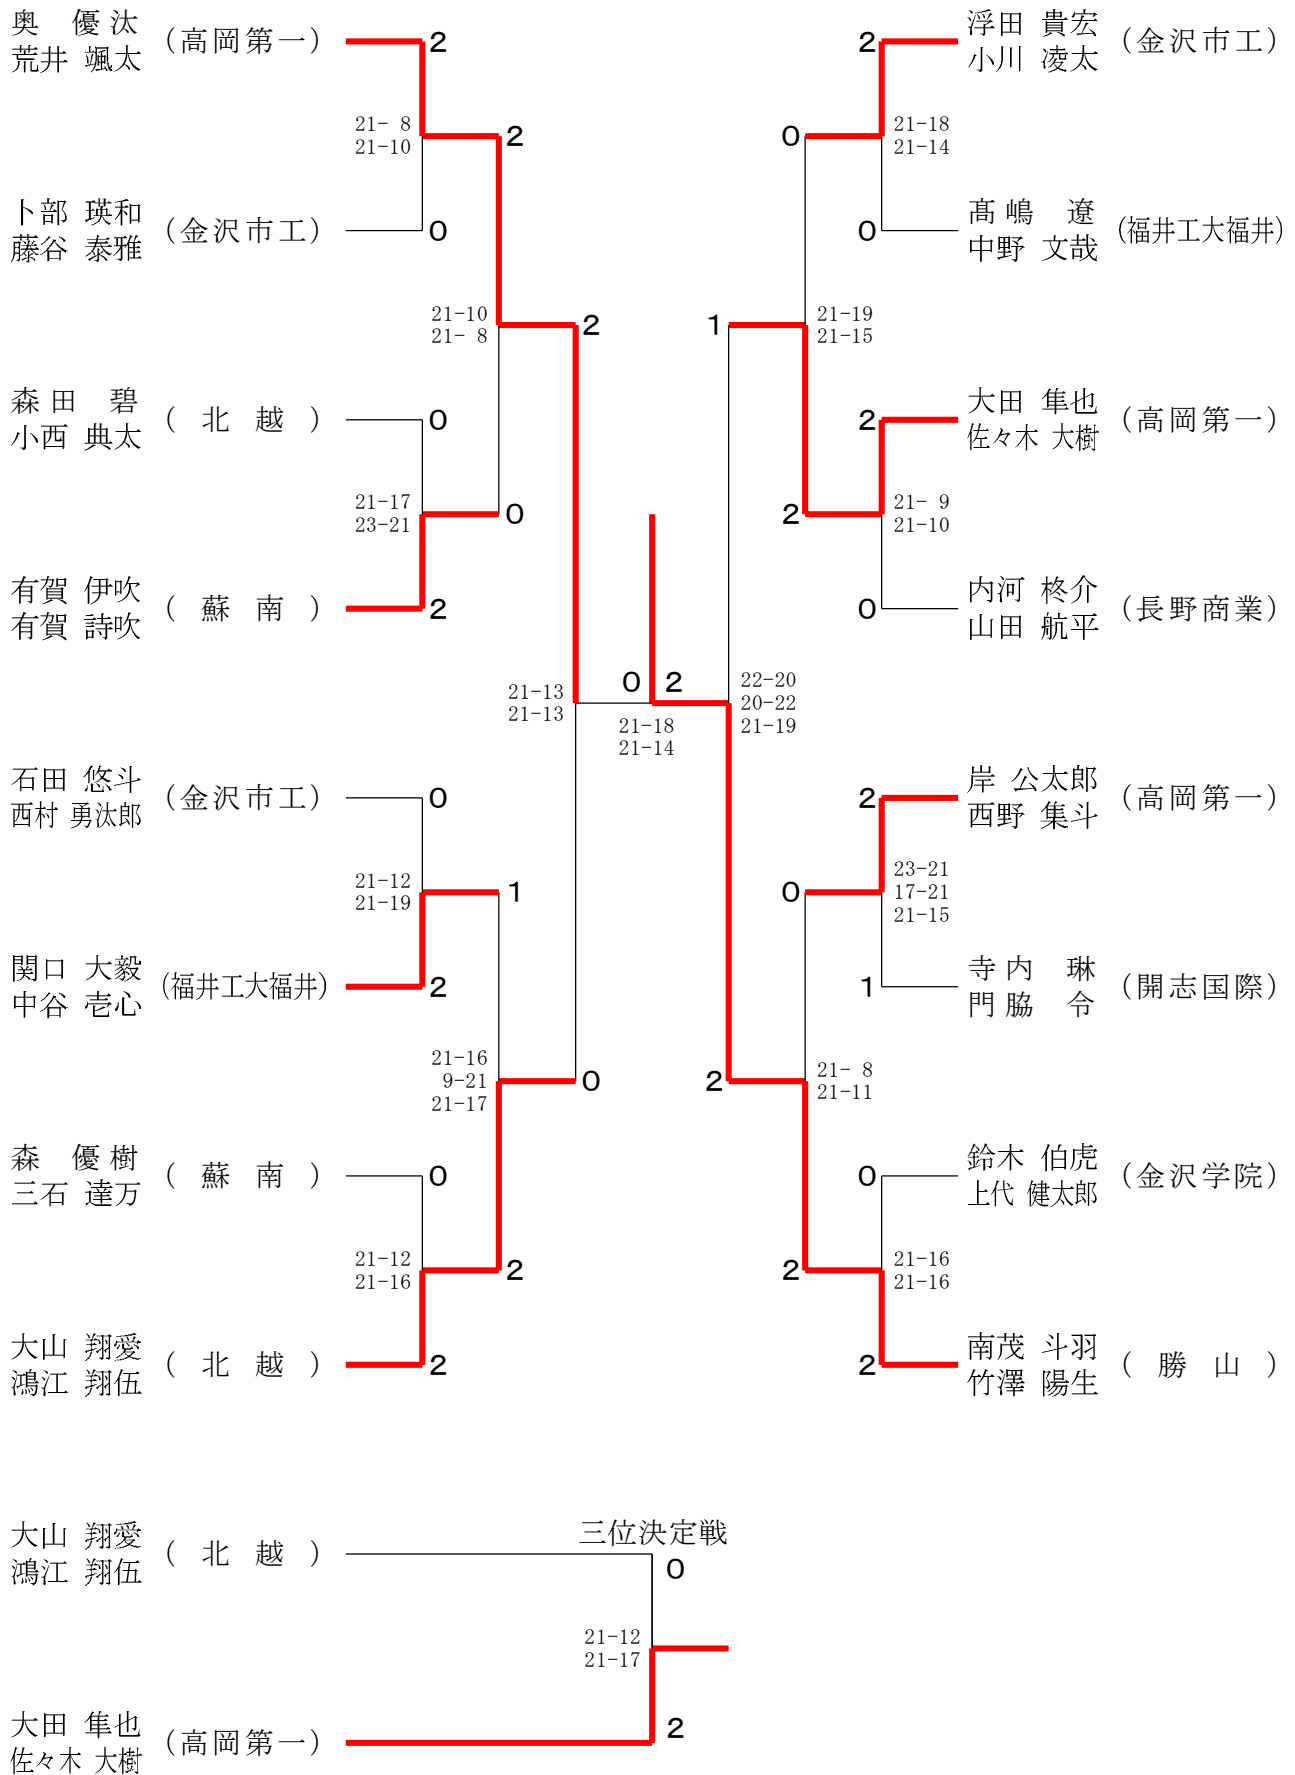 奥 優汰
荒井 颯太
(高岡第一)
2
21- 8
21-10
2
卜部 瑛和
藤谷 泰雅
(金沢市工)
0
21-10
21- 8
2
森田 碧
小西 典太
(北越)
0
21-17
23-21
0
有賀 伊吹
有賀 詩吹
(蘇南)
2
21-13
21-13
石田 悠斗
西村 勇汰郎
(金沢市工)
0
21-12
21-19
1
関口 大毅
中谷 壱心
(福井工大福井)
2
21-16
9-21
21-17
0
森 優樹
三石 達万
(蘇南)
0
21-12
21-16
2
大山 翔愛
鴻江 翔伍
(北越)
2
0 2
21-18
21-14
浮田 貴宏
小川 凌太
(金沢市工)
2
21-18
21-14
0
髙嶋 遼
中野 文哉
(福井工大福井)
0
21-19
21-15
1
大田 隼也
佐々木 大樹
(高岡第一)
2
21- 9
21-10
2
内河 柊介
山田 航平
(長野商業)
0
22-20
20-22
21-19
岸 公太郎
西野 集斗
(高岡第一)
2
23-21
17-21
21-15
0
寺内 琳
門脇 令
(開志国際)
1
21- 8
21-11
2
鈴木 伯虎
上代 健太郎
(金沢学院)
0
21-16
21-16
2
南茂 斗羽
竹澤 陽生
(勝山)
2
三位決定戦
大山 翔愛
鴻江 翔伍
(北越)
0
21-12
21-17
大田 隼也
佐々木 大樹
(高岡第一)
2